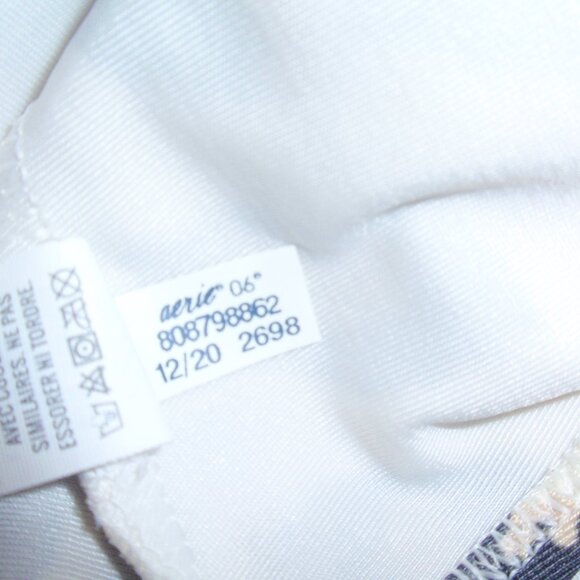 aerie® 06"
808798862
12/20 2698
SIMILAIRES. NE PAS
ESSORER NI TORDRE
AVEC